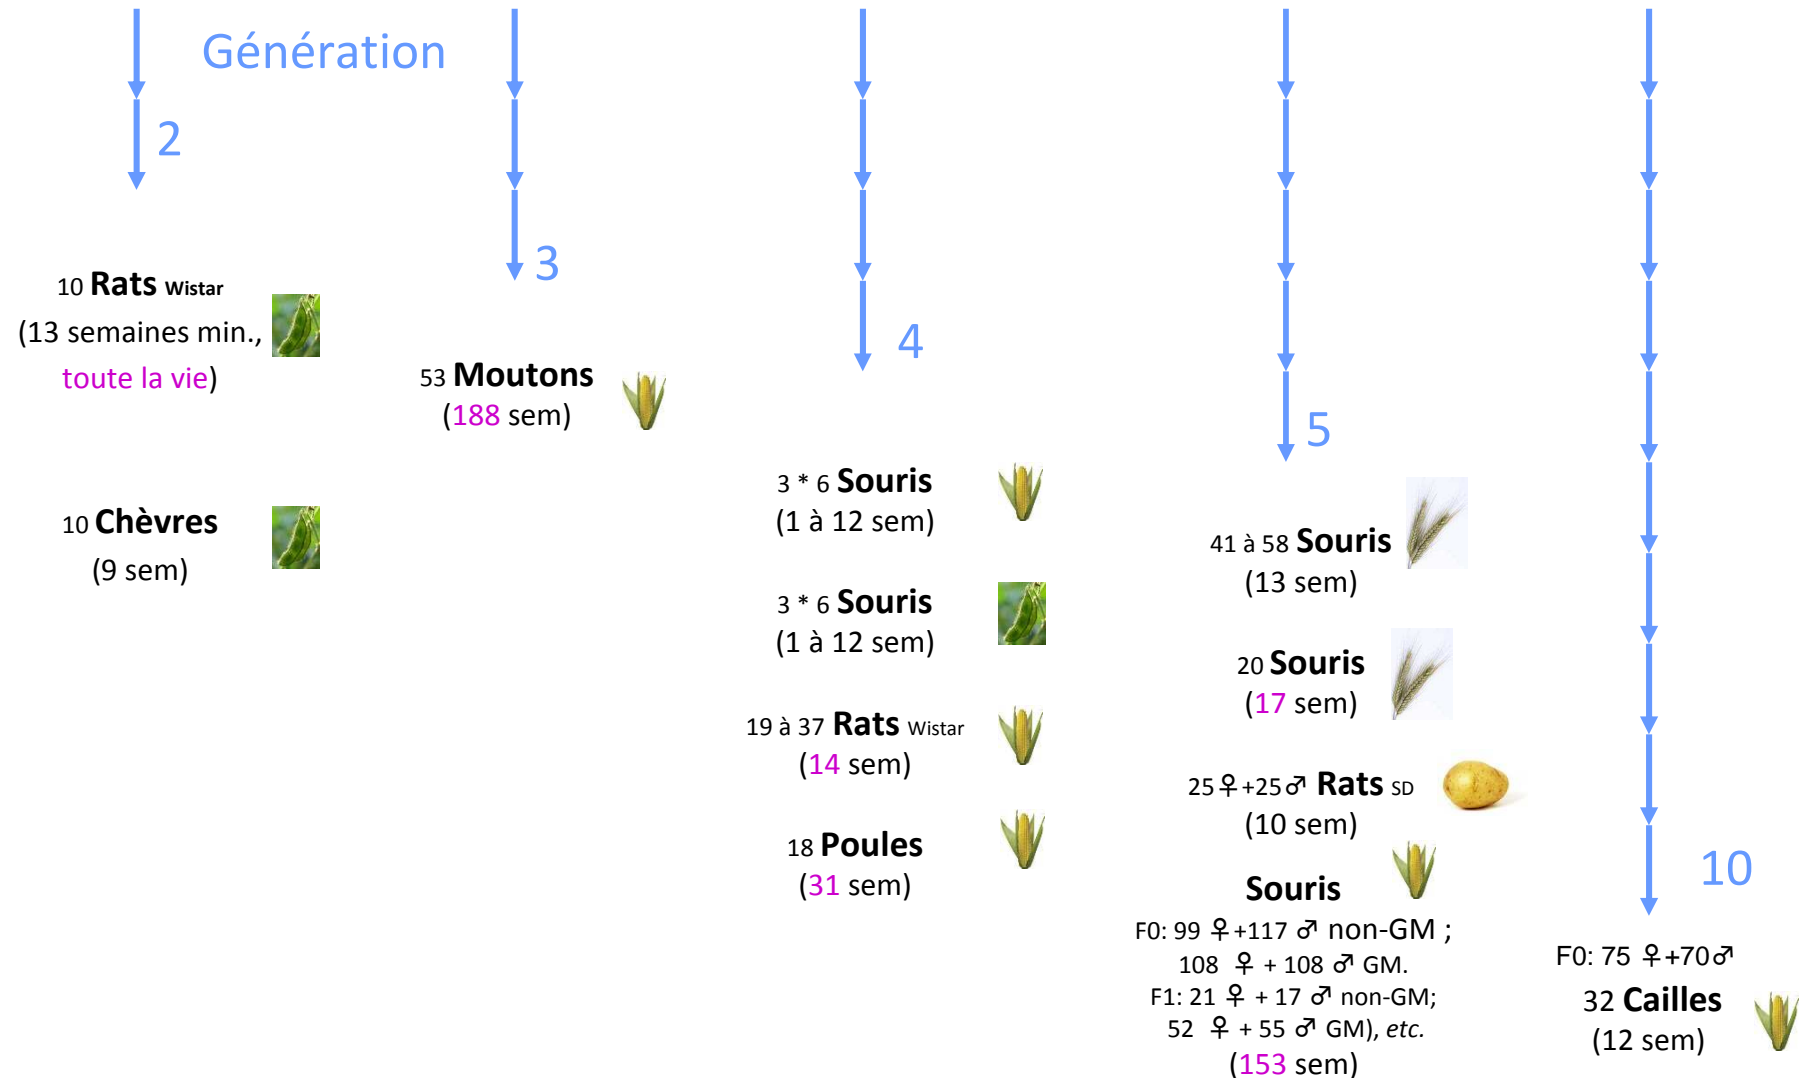 Génération
2
10 Rats Wistar
(13 semaines min.,
toute la vie)
10 Chèvres
(9 sem)
3
53 Moutons
(188 sem)
4
3 * 6 Souris
(1 à 12 sem)
3 * 6 Souris
(1 à 12 sem)
19 à 37 Rats Wistar
(14 sem)
18 Poules
(31 sem)
5
41 à 58 Souris
(13 sem)
20 Souris
(17 sem)
25♀+25♂ Rats SD
(10 sem)
Souris
F0: 99 ♀+117 ♂ non-GM ;
108 ♀ + 108 ♂ GM.
F1: 21 ♀ + 17 ♂ non-GM;
52 ♀ + 55 ♂ GM), etc.
(153 sem)
10
F0: 75 ♀+70♂
32 Cailles
(12 sem)